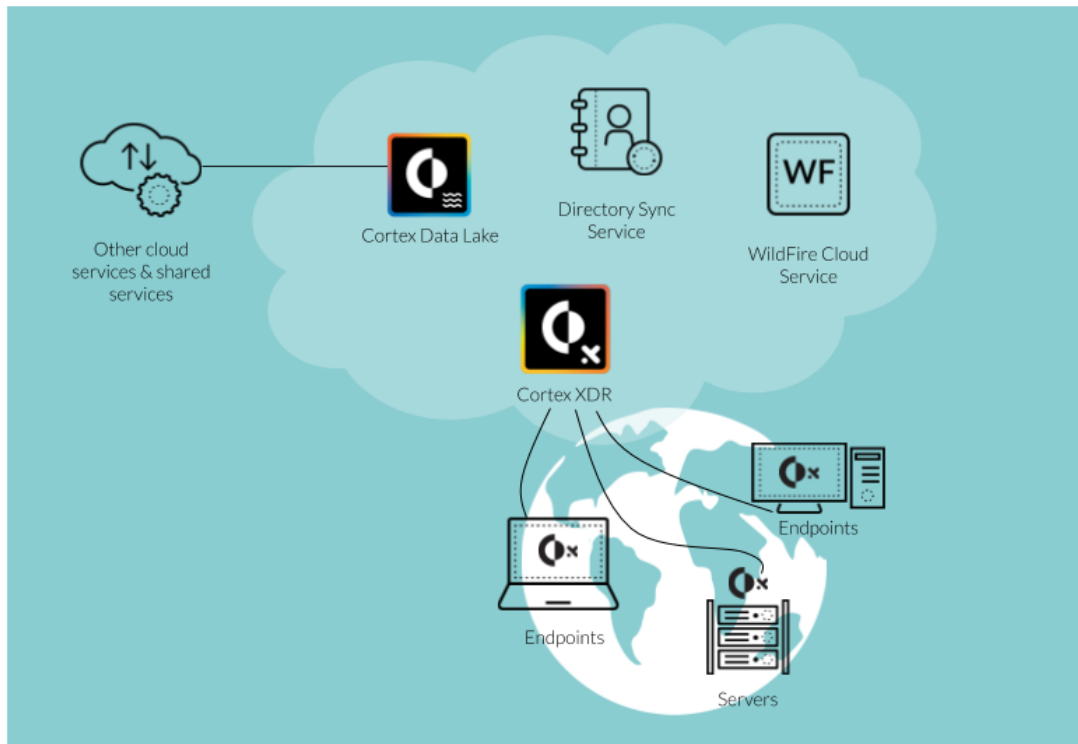 WF
Cortex Data Lake
Directory Sync
Service
Other cloud
services & shared
services
WildFire Cloud
Service
Cortex XDR
Endpoints
Endpoints
Servers